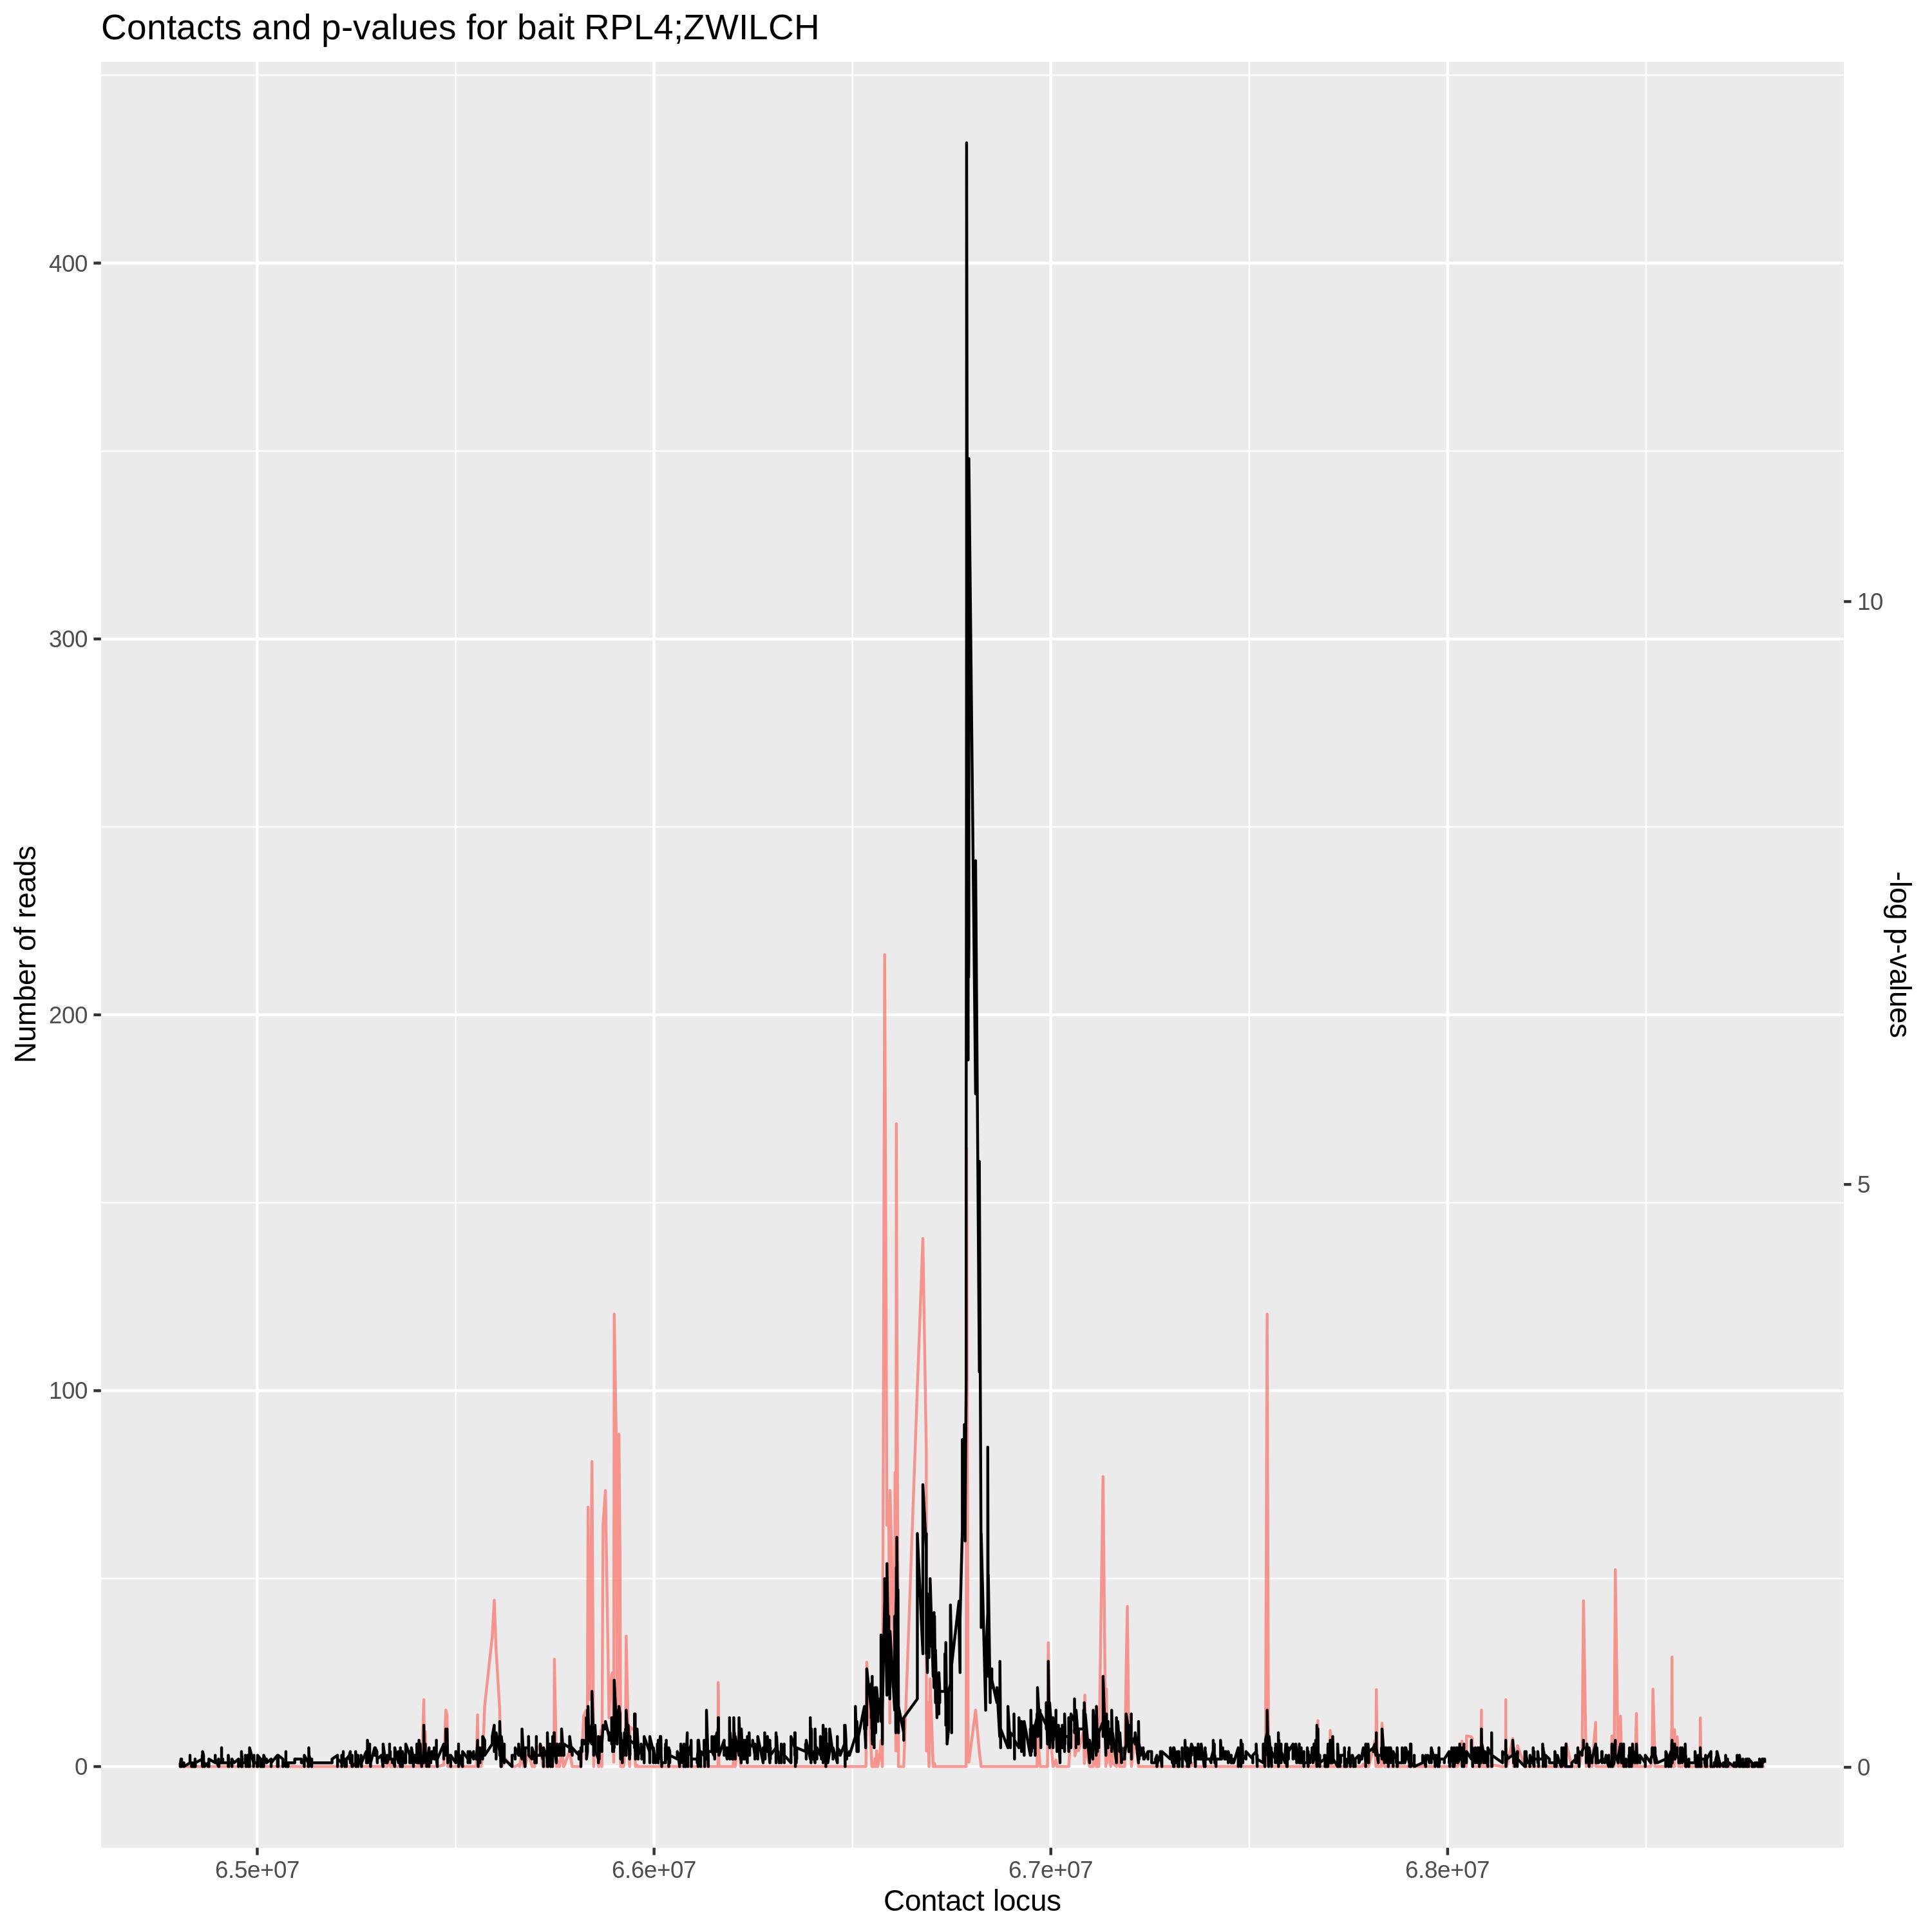 Contacts and p-values for bait RPL4;ZWILCH
Number of reads
400
300
200
100
0
10
5
0
-log p-values
6.5e+07
6.6e+07
6.7e+07
6.8e+07
Contact locus